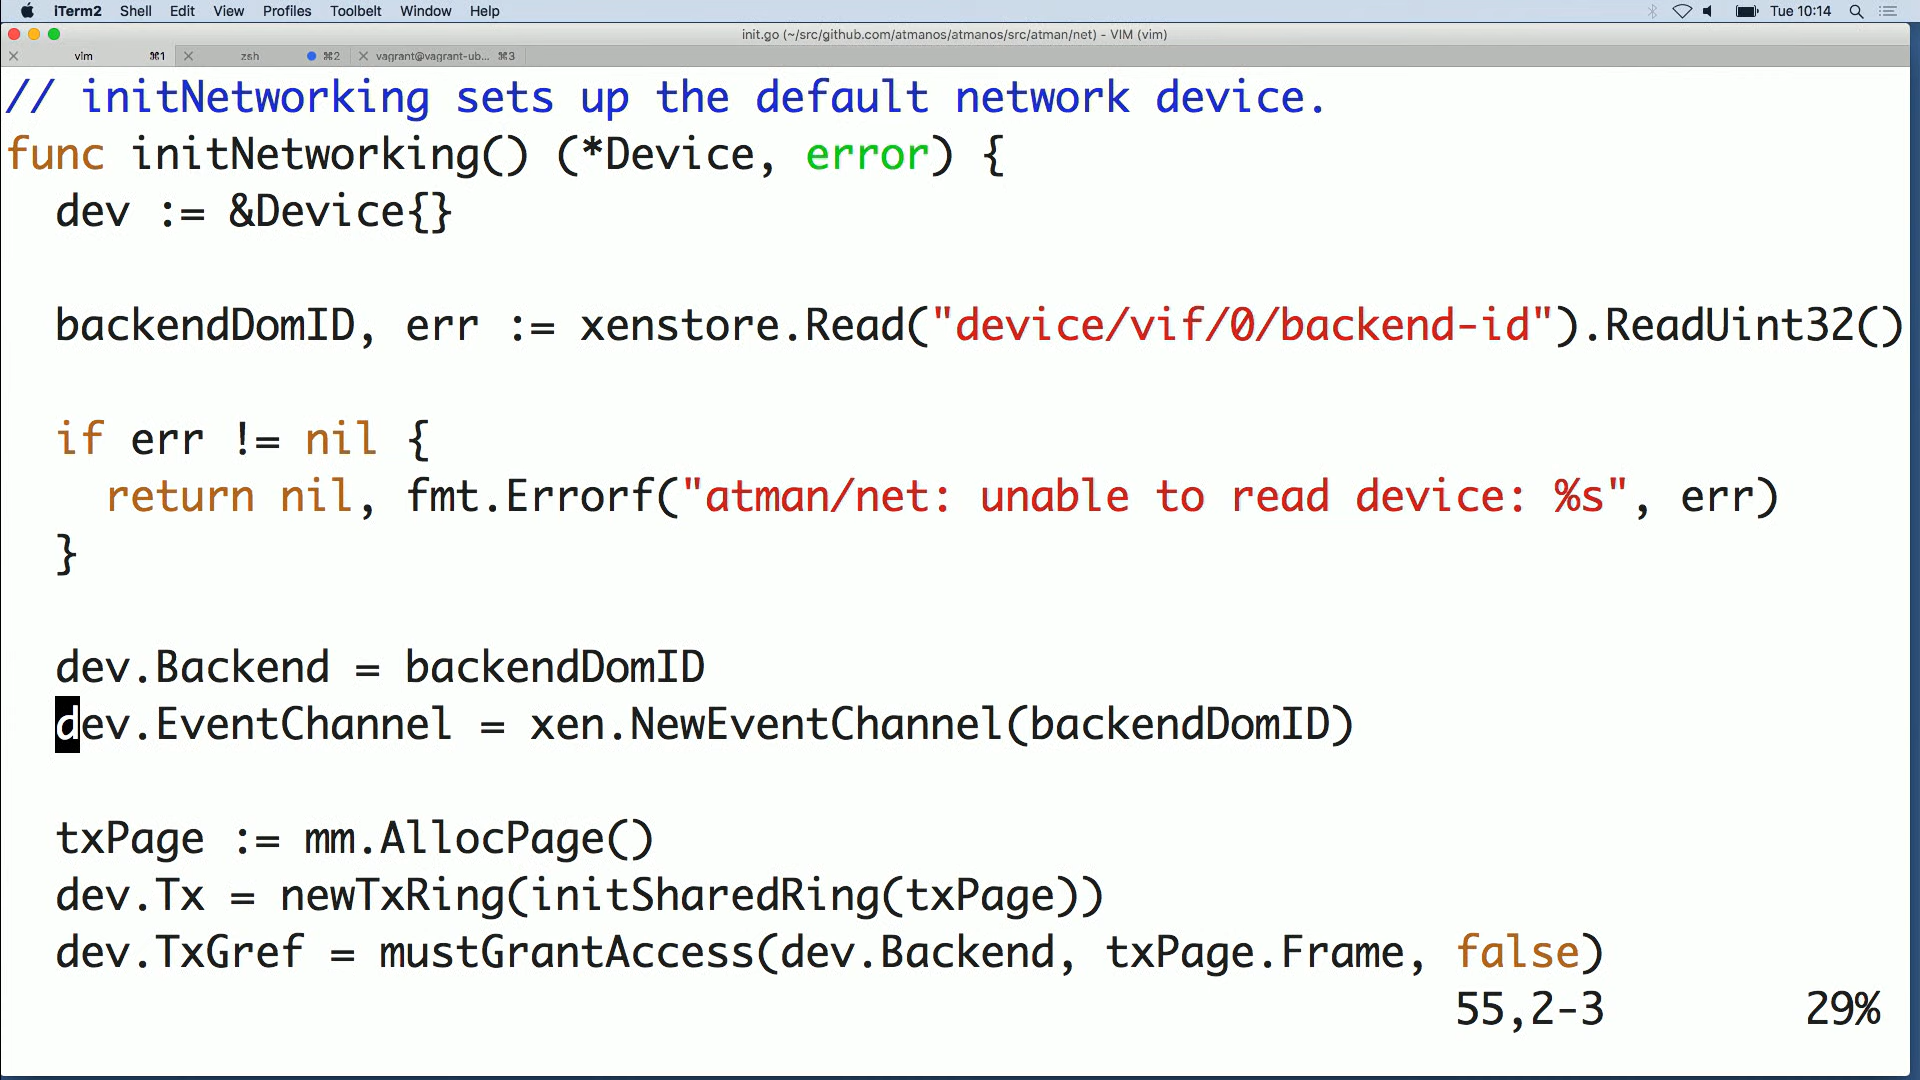 iTerm2 Shell Edit View Profiles Toolbelt Window Help Tue 10:14
init.go (~/src/github.com/atmanos/atmanos/src/atman/net) - VIM (vim)
vim ⌘1 zsh ⌘2 vagrant@vagrant-ub... ⌘3
// initNetworking sets up the default network device.
func initNetworking() (*Device, error) {
  dev := &Device{}
  backendDomID, err := xenstore.Read("device/vif/0/backend-id").ReadUint32()
  if err != nil {
    return nil, fmt.Errorf("atman/net: unable to read device: %s", err)
  }
  dev.Backend = backendDomID
  dev.EventChannel = xen.NewEventChannel(backendDomID)
  txPage := mm.AllocPage()
  dev.Tx = newTxRing(initSharedRing(txPage))
  dev.TxGref = mustGrantAccess(dev.Backend, txPage.Frame, false)
55,2-3 29%